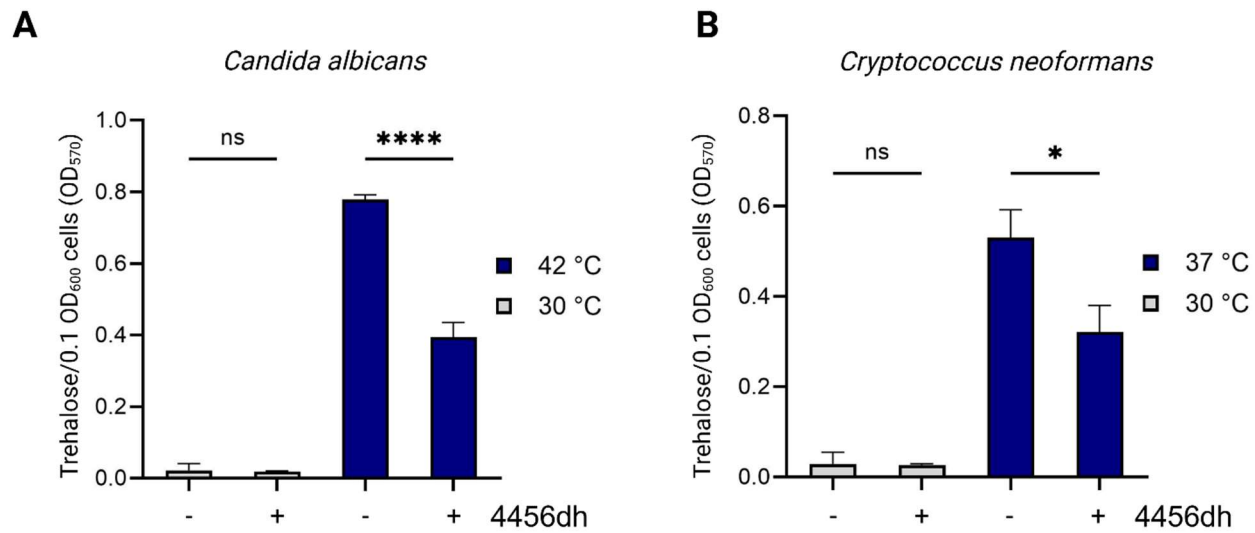 A
Candida albicans
Trehalose/0.1 OD₆₀₀ cells (OD₅₇₀)
1.0
0.8
0.6
0.4
0.2
0.0
ns
****
42 °C
30 °C
- + - + 4456dh
B
Cryptococcus neoformans
Trehalose/0.1 OD₆₀₀ cells (OD₅₇₀)
0.8
0.6
0.4
0.2
0.0
ns
*
37 °C
30 °C
- + - + 4456dh